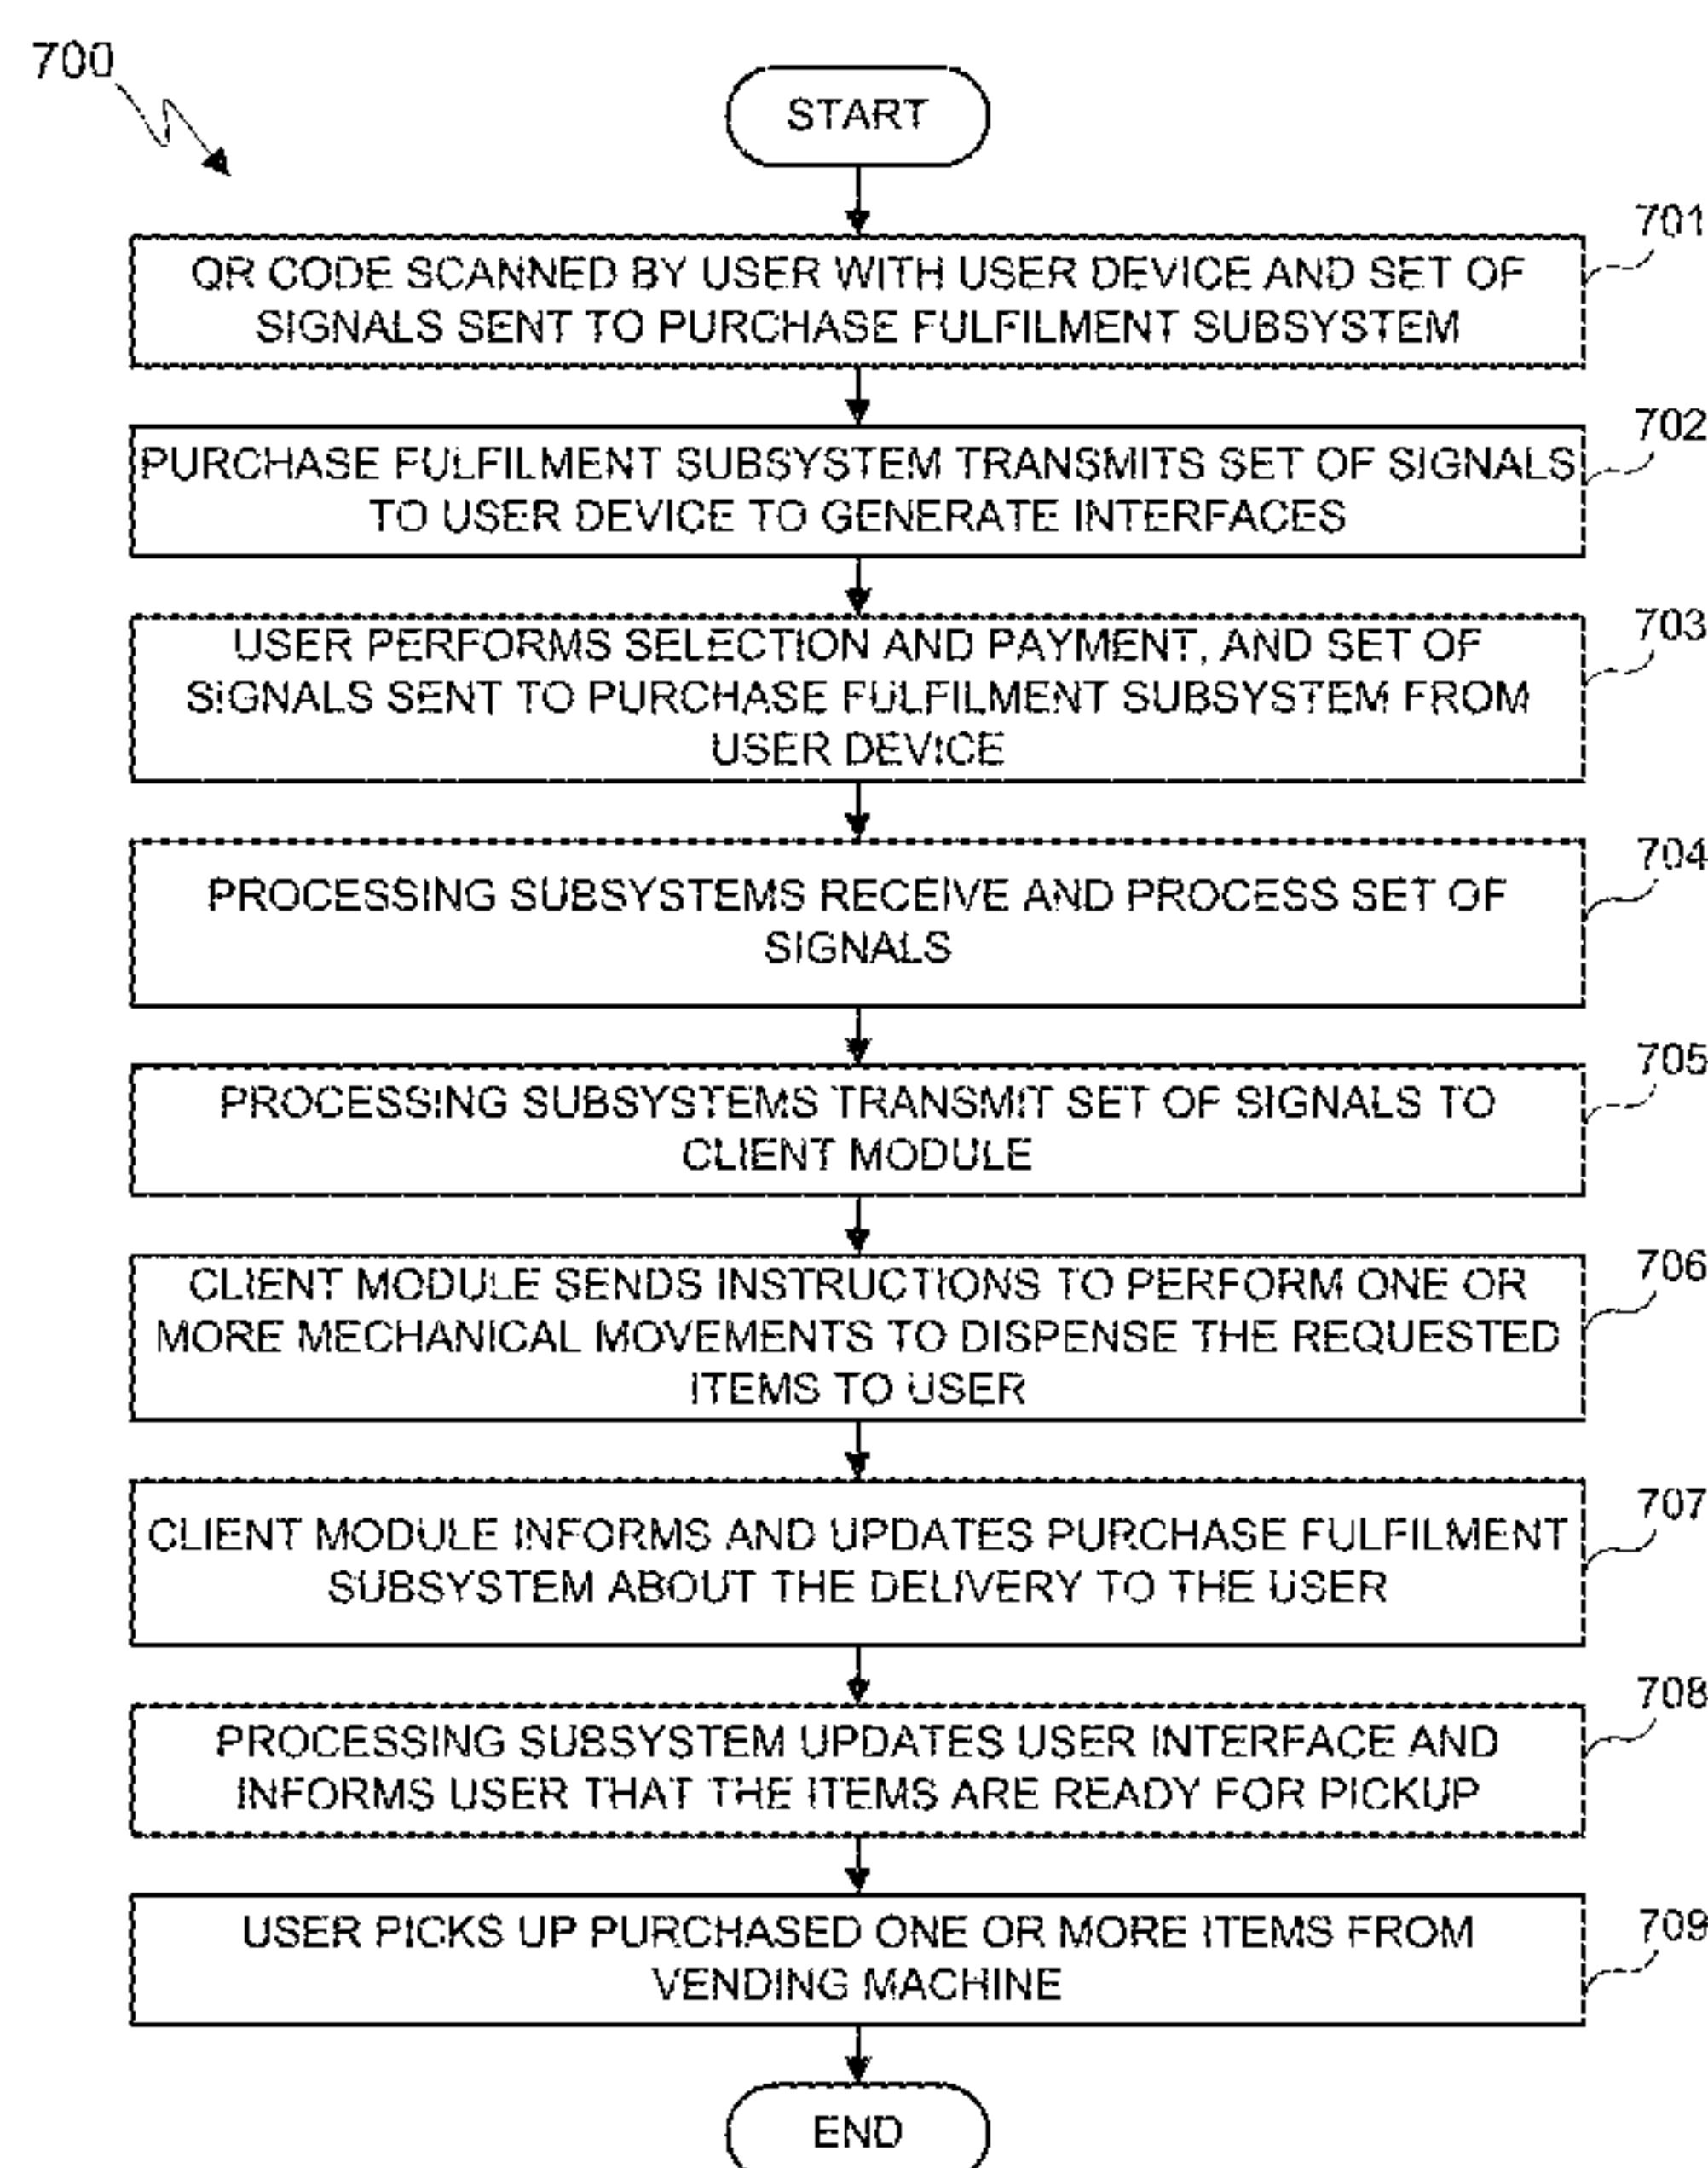 700
START
701
QR CODE SCANNED BY USER WITH USER DEVICE AND SET OF
SIGNALS SENT TO PURCHASE FULFILMENT SUBSYSTEM
702
PURCHASE FULFILMENT SUBSYSTEM TRANSMITS SET OF SIGNALS
TO USER DEVICE TO GENERATE INTERFACES
703
USER PERFORMS SELECTION AND PAYMENT, AND SET OF
SIGNALS SENT TO PURCHASE FULFILMENT SUBSYSTEM FROM
USER DEVICE
704
PROCESSING SUBSYSTEMS RECEIVE AND PROCESS SET OF
SIGNALS
705
PROCESSING SUBSYSTEMS TRANSMIT SET OF SIGNALS TO
CLIENT MODULE
706
CLIENT MODULE SENDS INSTRUCTIONS TO PERFORM ONE OR
MORE MECHANICAL MOVEMENTS TO DISPENSE THE REQUESTED
ITEMS TO USER
707
CLIENT MODULE INFORMS AND UPDATES PURCHASE FULFILMENT
SUBSYSTEM ABOUT THE DELIVERY TO THE USER
708
PROCESSING SUBSYSTEM UPDATES USER INTERFACE AND
INFORMS USER THAT THE ITEMS ARE READY FOR PICKUP
709
USER PICKS UP PURCHASED ONE OR MORE ITEMS FROM
VENDING MACHINE
END